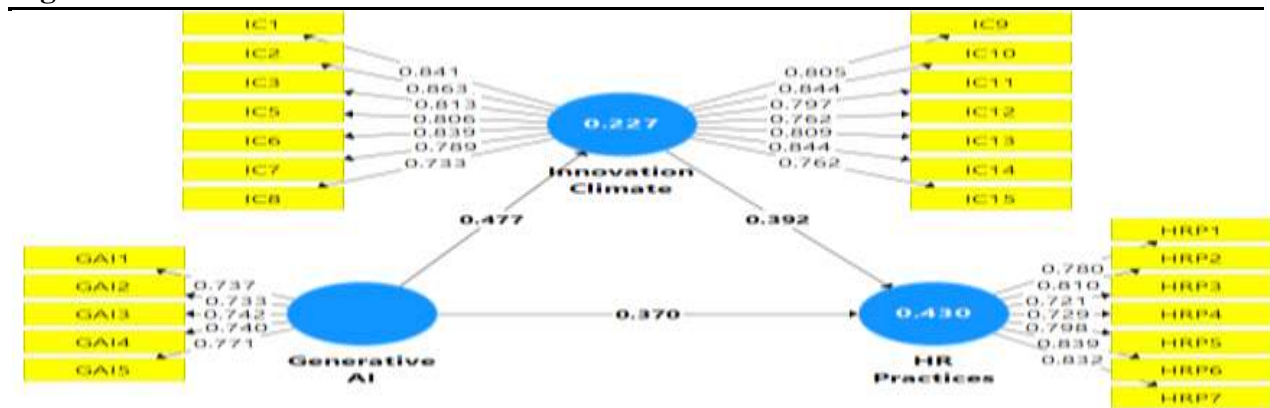 IC1
IC2
IC3
IC5
IC6
IC7
IC8
0.841
0.863
0.813
0.806
0.839
0.789
0.733
0.227
Innovation
Climate
0.805
0.844
0.797
0.762
0.809
0.844
0.762
IC9
IC10
IC11
IC12
IC13
IC14
IC15
0.477
0.392
GAI1
GAI2
GAI3
GAI4
GAI5
0.737
0.733
0.742
0.740
0.771
Generative
AI
0.370
0.430
HR
Practices
0.780
0.810
0.721
0.729
0.798
0.839
0.832
HRP1
HRP2
HRP3
HRP4
HRP5
HRP6
HRP7